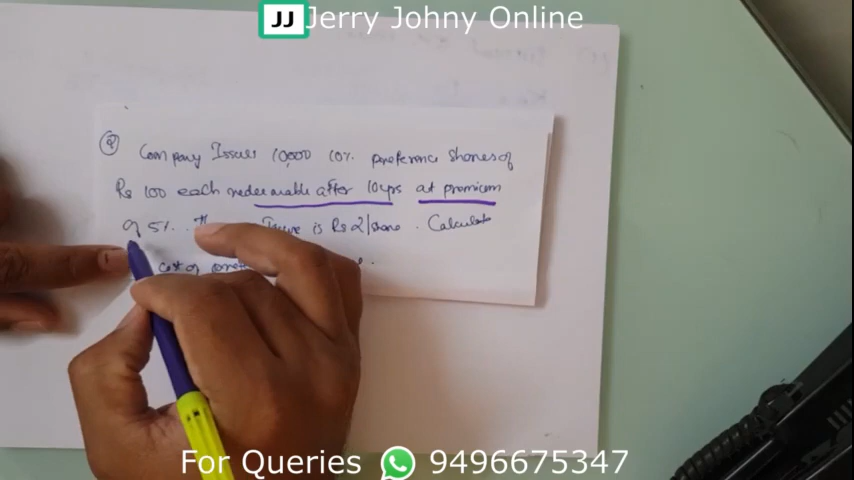 JJ Jerry Johny Online
Q Company Issues 10,000 10% preference shares of
Rs 100 each redeemable after 10yrs at premium
of 5%. Issue is Rs 2/share. Calculate
cost of
For Queries 9496675347